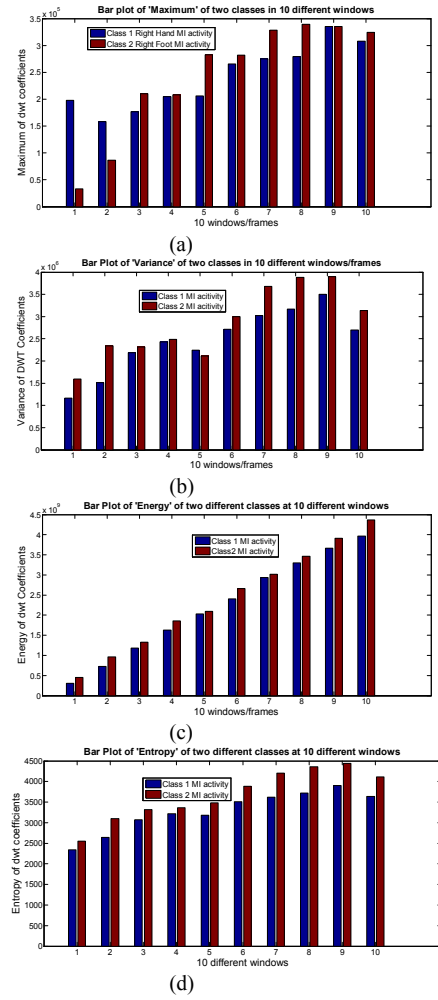 Bar plot of 'Maximum' of two classes in 10 different windows
x 10⁵
3.5
3
2.5
2
1.5
1
0.5
0
Maximum of dwt coefficients
Class 1 Right Hand MI activity
Class 2 Right Foot MI activity
1 2 3 4 5 6 7 8 9 10
10 windows/frames
(a)
Bar Plot of 'Variance' of two classes in 10 different windows/frames
x 10⁶
4
3.5
3
2.5
2
1.5
1
0.5
0
Variance of DWT Coefficients
Class 1 MI acitivity
Class 2 MI acitivity
1 2 3 4 5 6 7 8 9 10
10 windows/frames
(b)
Bar Plot of 'Energy' of two different classes at 10 different windows
x 10⁹
4.5
4
3.5
3
2.5
2
1.5
1
0.5
0
Energy of dwt Coefficients
Class 1 MI activity
Class2 MI activity
1 2 3 4 5 6 7 8 9 10
10 windows/frames
(c)
Bar Plot of 'Entropy' of two different classes at 10 different windows
4500
4000
3500
3000
2500
2000
1500
1000
500
0
Entropy of dwt coefficients
Class 1 MI activity
Class 2 MI activity
1 2 3 4 5 6 7 8 9 10
10 different windows
(d)